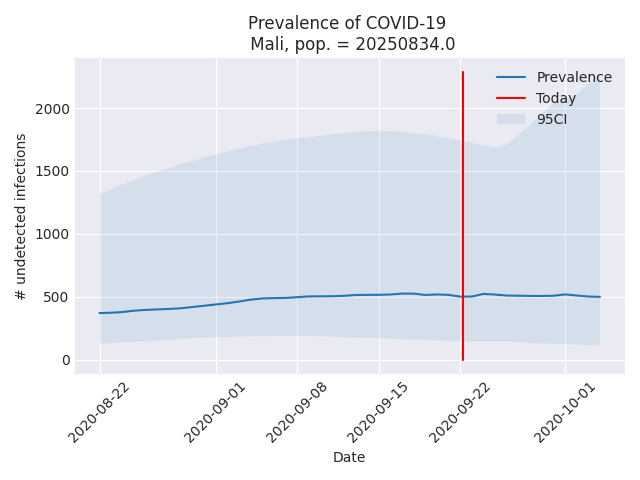 Prevalence of COVID-19
Mali, pop. = 20250834.0
Prevalence
Today
95CI
# undetected infections
2000
1500
1000
500
0
2020-08-22
2020-09-01
2020-09-08
2020-09-15
2020-09-22
2020-10-01
Date